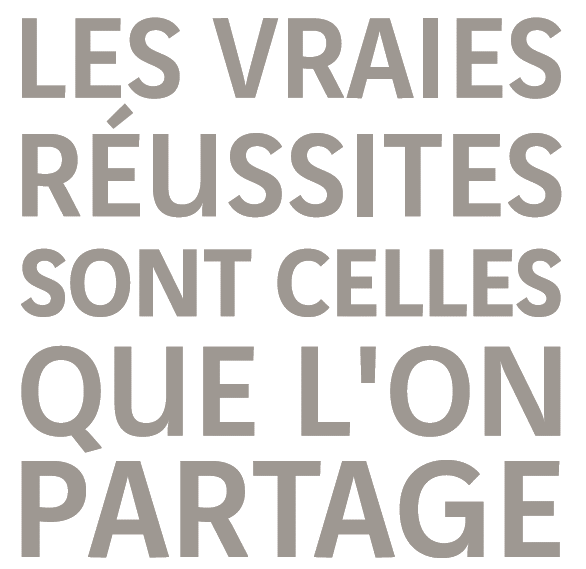 LES VRAIES
RÉUSSITES
SONT CELLES
QUE L'ON
PARTAGE